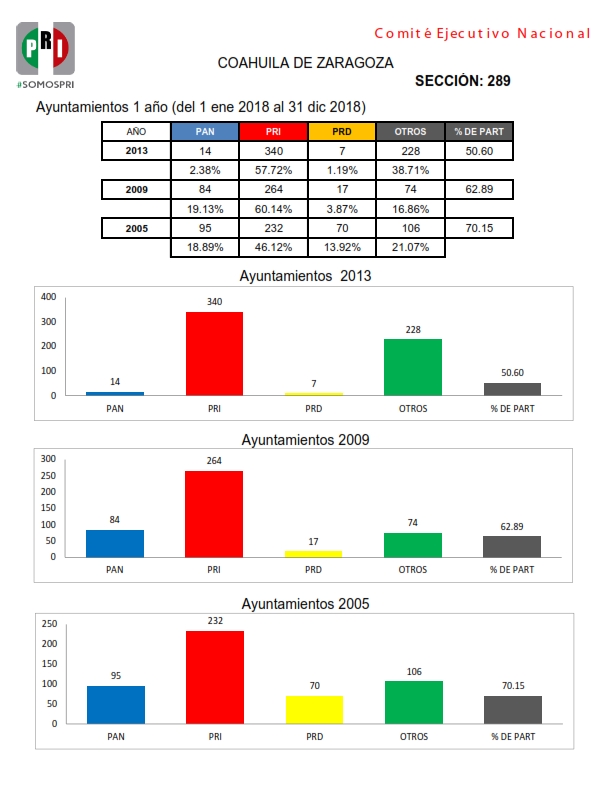 Comité Ejecutivo Nacional
PRI
#SOMOSPRI
COAHUILA DE ZARAGOZA
SECCIÓN: 289
Ayuntamientos 1 año (del 1 ene 2018 al 31 dic 2018)
AÑO PAN PRI PRD OTROS % DE PART
2013 14 340 7 228 50.60
2.38% 57.72% 1.19% 38.71%
2009 84 264 17 74 62.89
19.13% 60.14% 3.87% 16.86%
2005 95 232 70 106 70.15
18.89% 46.12% 13.92% 21.07%
Ayuntamientos 2013
400
300
200
100
0
14 340 7 228 50.60
PAN PRI PRD OTROS % DE PART
Ayuntamientos 2009
300
250
200
150
100
50
0
84 264 17 74 62.89
PAN PRI PRD OTROS % DE PART
Ayuntamientos 2005
250
200
150
100
50
0
95 232 70 106 70.15
PAN PRI PRD OTROS % DE PART